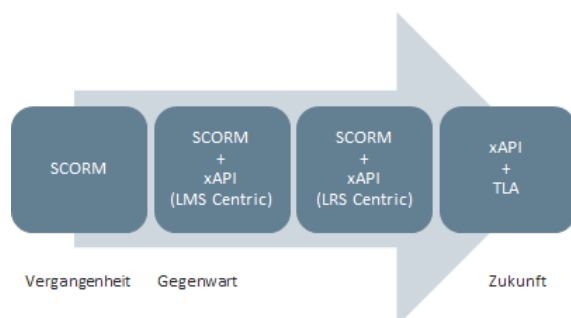 SCORM
SCORM
+
xAPI
(LMS Centric)
SCORM
+
xAPI
(LRS Centric)
xAPI
+
TLA
Vergangenheit
Gegenwart
Zukunft